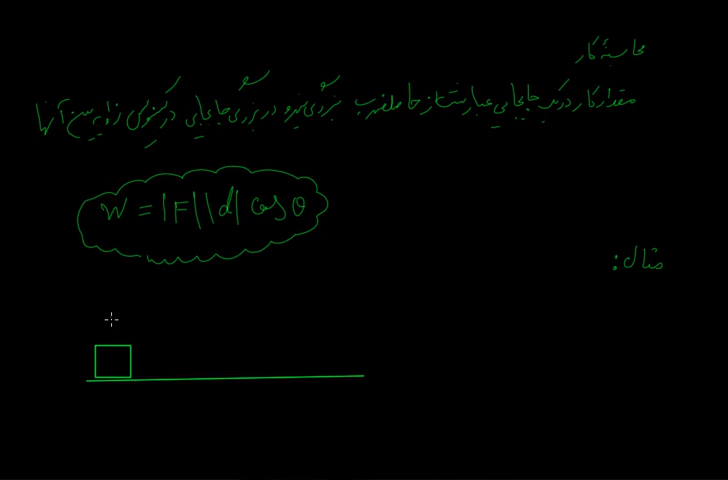 محاسبهٔ کار
مقدار کار در یک جابجایی عبارتست از حاصلضرب بزرگی نیرو در بزرگی جابجایی در کسینوس زاویه بین آنها
W = |F| |d| cos θ
مثال: